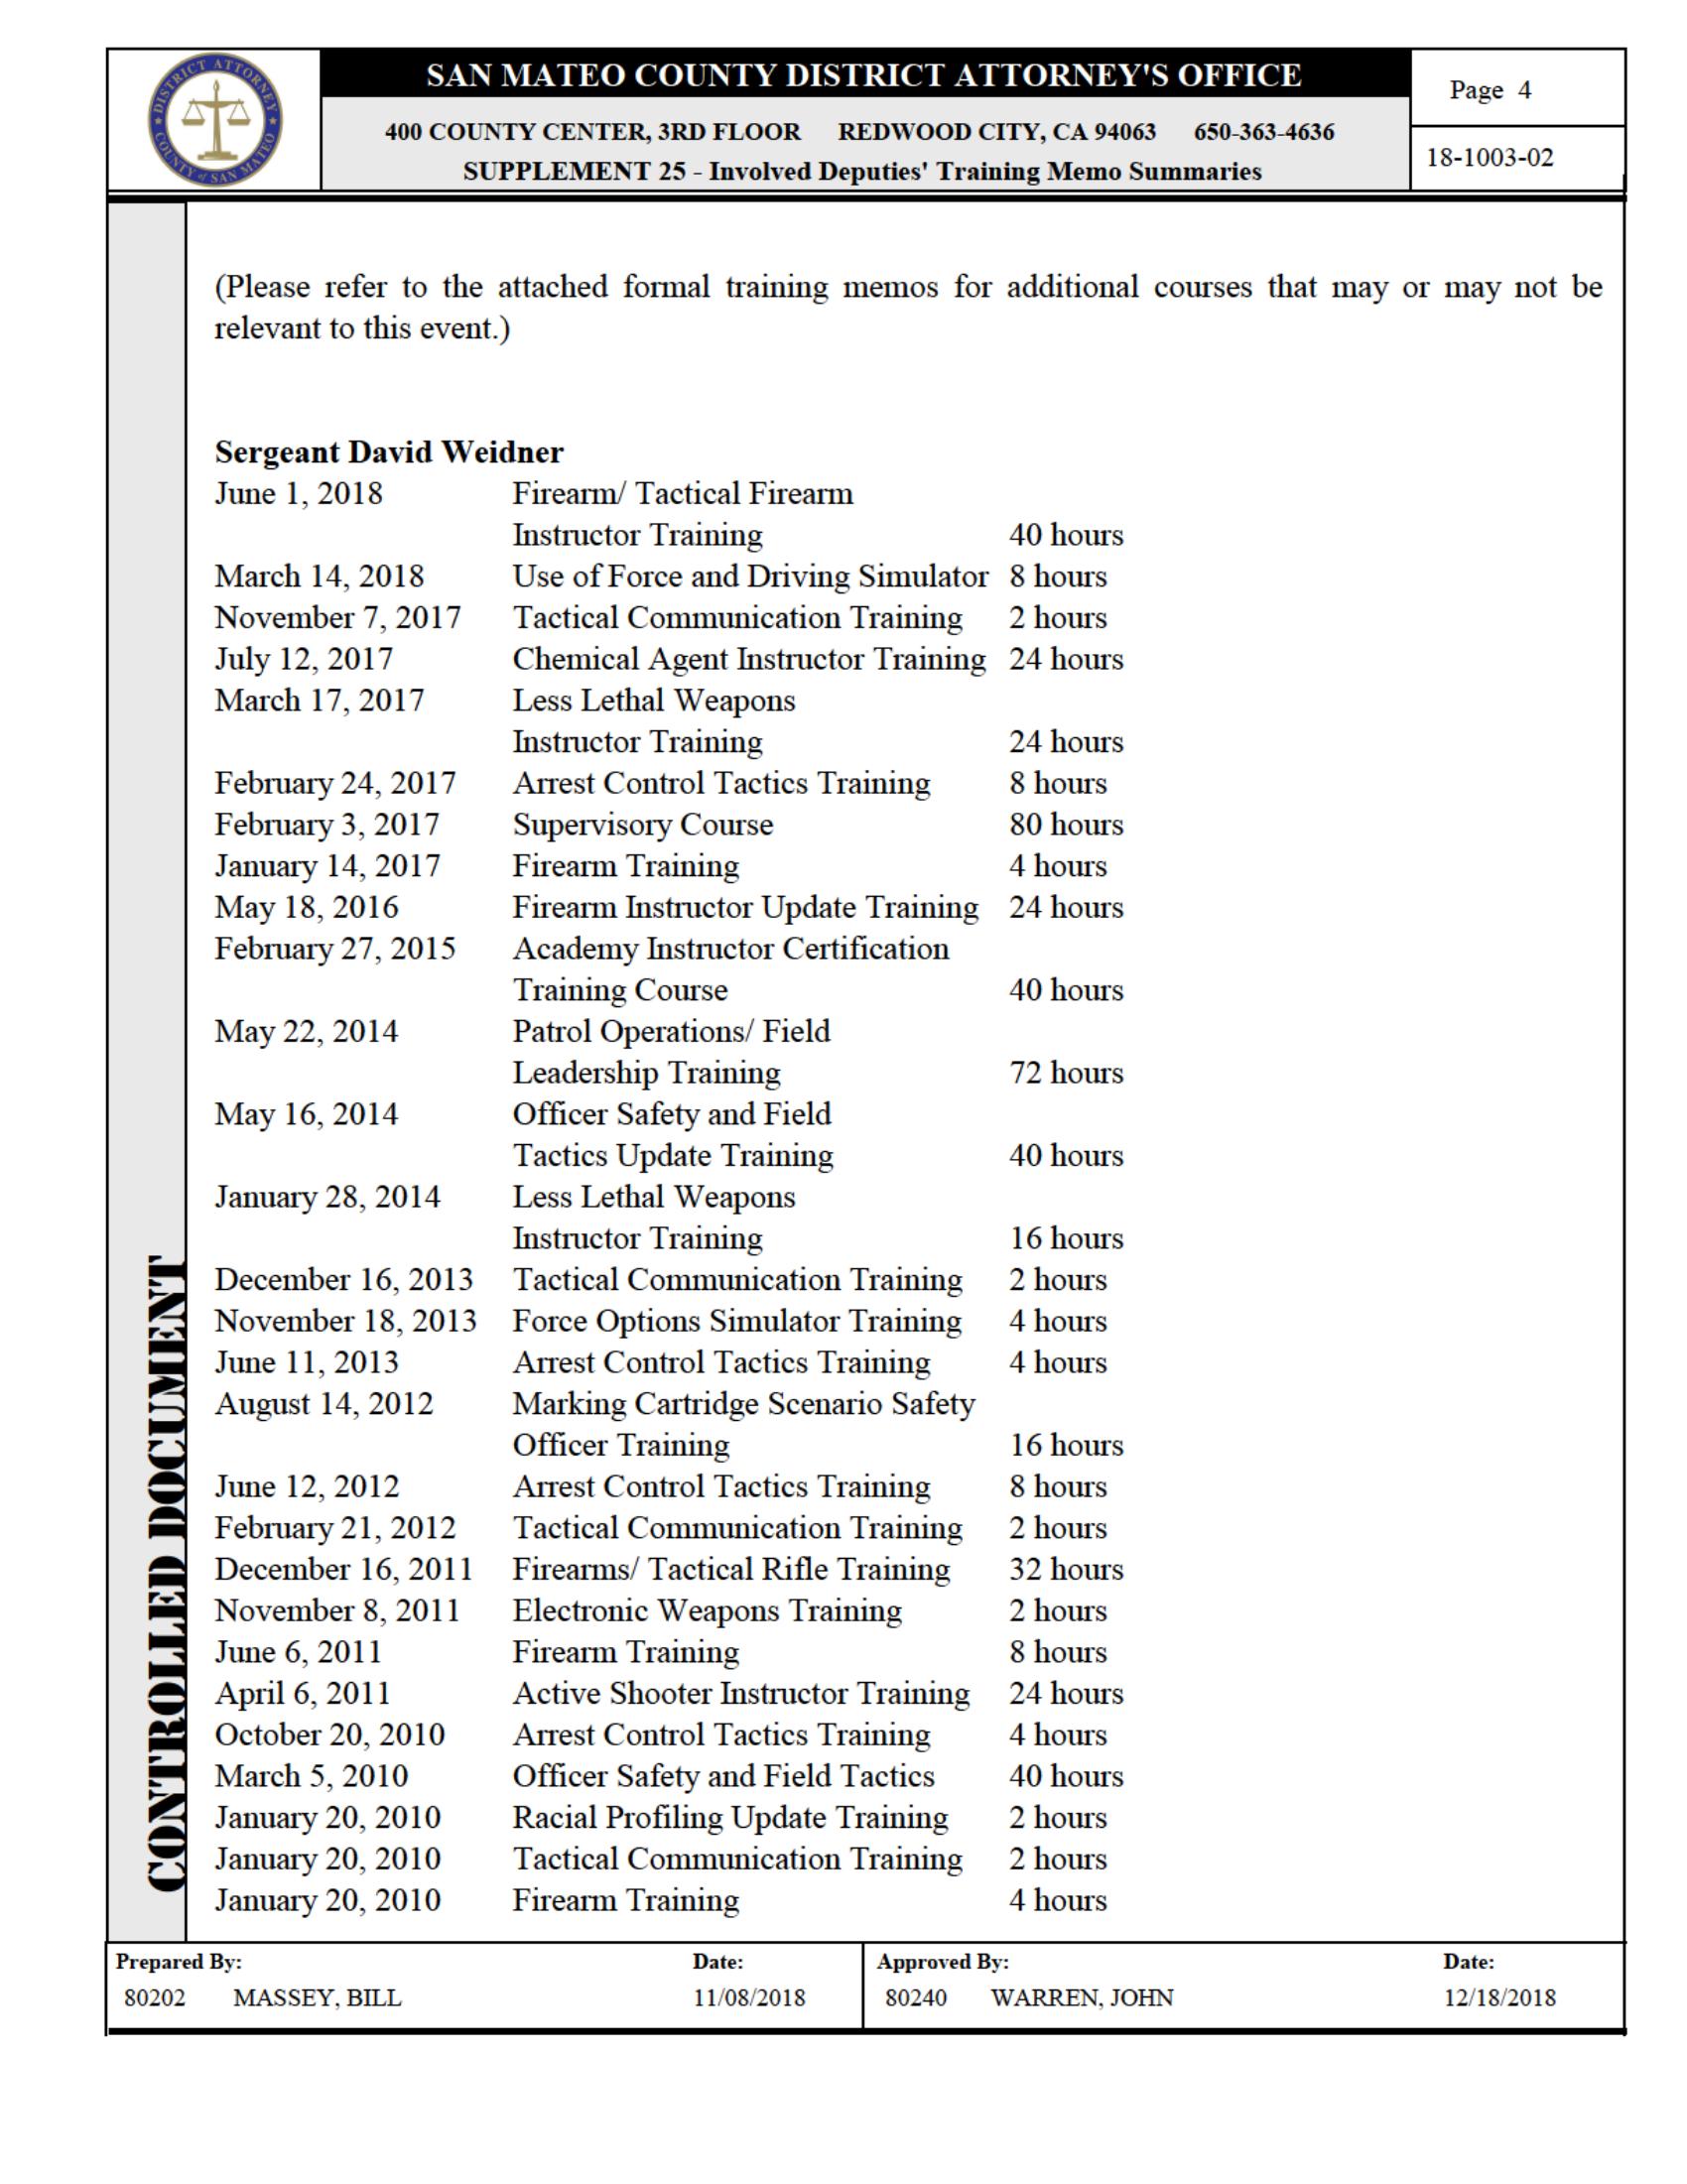 DISTRICT ATTORNEY
COUNTY of SAN MATEO
SAN MATEO COUNTY DISTRICT ATTORNEY'S OFFICE
400 COUNTY CENTER, 3RD FLOOR REDWOOD CITY, CA 94063 650-363-4636
SUPPLEMENT 25 - Involved Deputies' Training Memo Summaries
Page 4
18-1003-02
(Please refer to the attached formal training memos for additional courses that may or may not be
relevant to this event.)
Sergeant David Weidner
June 1, 2018 Firearm/ Tactical Firearm
Instructor Training 40 hours
March 14, 2018 Use of Force and Driving Simulator 8 hours
November 7, 2017 Tactical Communication Training 2 hours
July 12, 2017 Chemical Agent Instructor Training 24 hours
March 17, 2017 Less Lethal Weapons
Instructor Training 24 hours
February 24, 2017 Arrest Control Tactics Training 8 hours
February 3, 2017 Supervisory Course 80 hours
January 14, 2017 Firearm Training 4 hours
May 18, 2016 Firearm Instructor Update Training 24 hours
February 27, 2015 Academy Instructor Certification
Training Course 40 hours
May 22, 2014 Patrol Operations/ Field
Leadership Training 72 hours
May 16, 2014 Officer Safety and Field
Tactics Update Training 40 hours
January 28, 2014 Less Lethal Weapons
Instructor Training 16 hours
December 16, 2013 Tactical Communication Training 2 hours
November 18, 2013 Force Options Simulator Training 4 hours
June 11, 2013 Arrest Control Tactics Training 4 hours
August 14, 2012 Marking Cartridge Scenario Safety
Officer Training 16 hours
June 12, 2012 Arrest Control Tactics Training 8 hours
February 21, 2012 Tactical Communication Training 2 hours
December 16, 2011 Firearms/ Tactical Rifle Training 32 hours
November 8, 2011 Electronic Weapons Training 2 hours
June 6, 2011 Firearm Training 8 hours
April 6, 2011 Active Shooter Instructor Training 24 hours
October 20, 2010 Arrest Control Tactics Training 4 hours
March 5, 2010 Officer Safety and Field Tactics 40 hours
January 20, 2010 Racial Profiling Update Training 2 hours
January 20, 2010 Tactical Communication Training 2 hours
January 20, 2010 Firearm Training 4 hours
CONTROLLED DOCUMENT
Prepared By: Date: Approved By: Date:
80202 MASSEY, BILL 11/08/2018 80240 WARREN, JOHN 12/18/2018